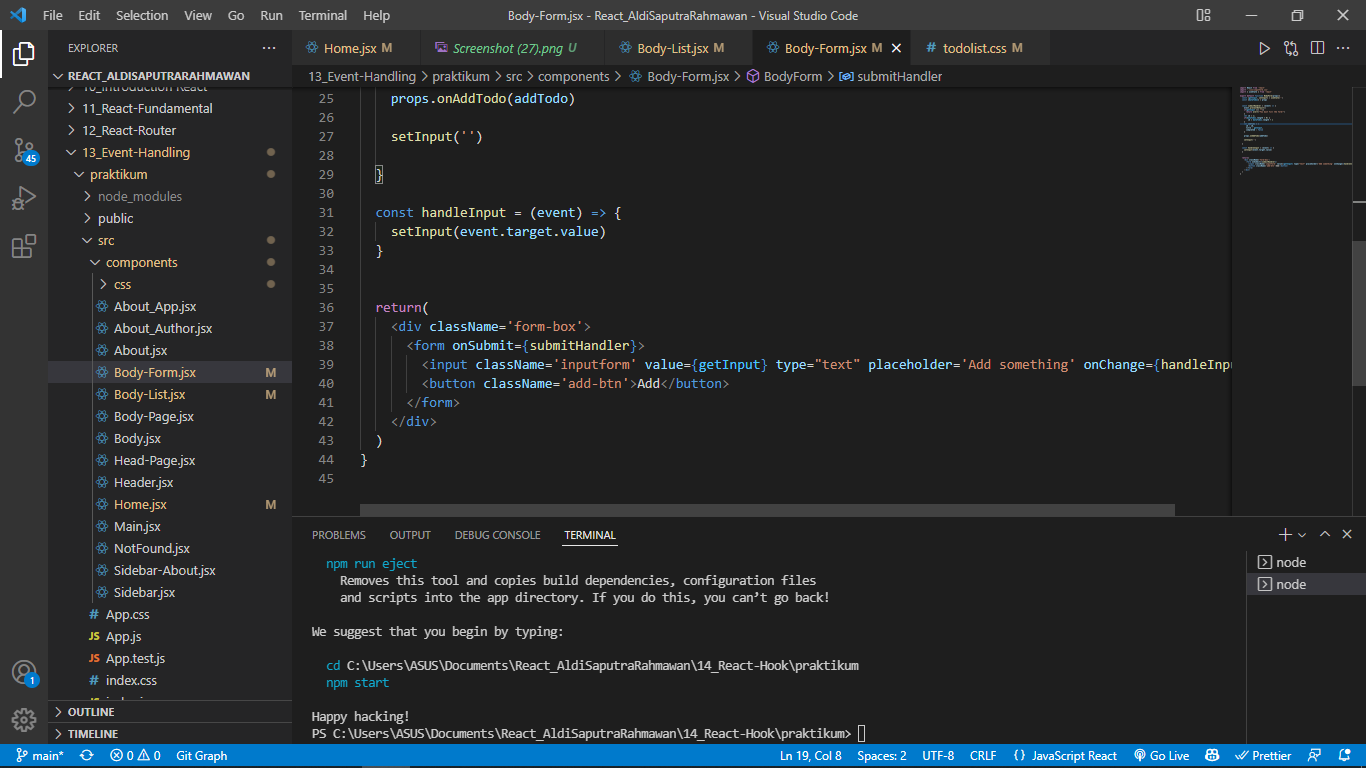 File Edit Selection View Go Run Terminal Help
Body-Form.jsx - React_AldiSaputraRahmawan - Visual Studio Code
EXPLORER
REACT_ALDISAPUTRARAHMAWAN
10_Introduction React
11_React-Fundamental
12_React-Router
13_Event-Handling
praktikum
node_modules
public
src
components
css
About_App.jsx
About_Author.jsx
About.jsx
Body-Form.jsx M
Body-List.jsx M
Body-Page.jsx
Body.jsx
Head-Page.jsx
Header.jsx
Home.jsx M
Main.jsx
NotFound.jsx
Sidebar-About.jsx
Sidebar.jsx
# App.css
JS App.js
JS App.test.js
# index.css
OUTLINE
TIMELINE
45
1
Home.jsx M
Screenshot (27).png U
Body-List.jsx M
Body-Form.jsx M
# todolist.css M
13_Event-Handling > praktikum > src > components > Body-Form.jsx > BodyForm > submitHandler
25 props.onAddTodo(addTodo)
26
27 setInput('')
28
29 }
30
31 const handleInput = (event) => {
32 setInput(event.target.value)
33 }
34
35
36 return(
37 <div className='form-box'>
38 <form onSubmit={submitHandler}>
39 <input className='inputform' value={getInput} type="text" placeholder='Add something' onChange={handleInpu
40 <button className='add-btn'>Add</button>
41 </form>
42 </div>
43 )
44 }
45
PROBLEMS OUTPUT DEBUG CONSOLE TERMINAL
npm run eject
Removes this tool and copies build dependencies, configuration files
and scripts into the app directory. If you do this, you can’t go back!
We suggest that you begin by typing:
cd C:\Users\ASUS\Documents\React_AldiSaputraRahmawan\14_React-Hook\praktikum
npm start
Happy hacking!
PS C:\Users\ASUS\Documents\React_AldiSaputraRahmawan\14_React-Hook\praktikum>
node
node
main* 0 0 Git Graph
Ln 19, Col 8 Spaces: 2 UTF-8 CRLF {} JavaScript React Go Live Prettier